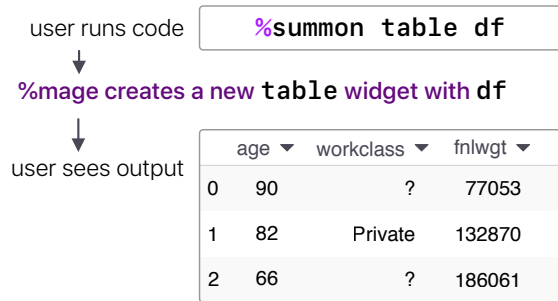 user runs code
%summon table df
%mage creates a new table widget with df
user sees output
age ▼ workclass ▼ fnlwgt ▼
0 90 ? 77053
1 82 Private 132870
2 66 ? 186061